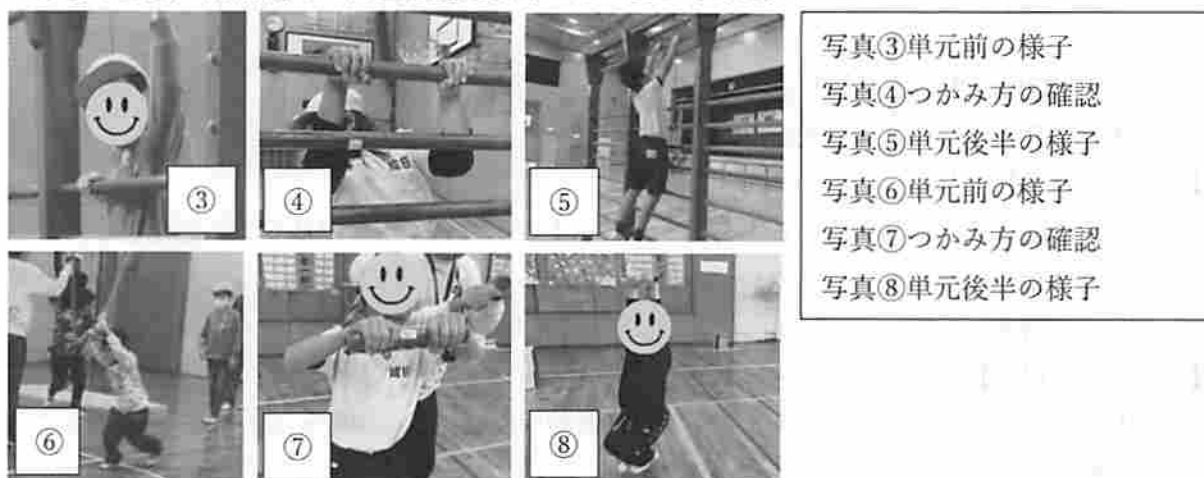 ③
④
⑤
⑥
⑦
⑧
写真③単元前の様子
写真④つかみ方の確認
写真⑤単元後半の様子
写真⑥単元前の様子
写真⑦つかみ方の確認
写真⑧単元後半の様子